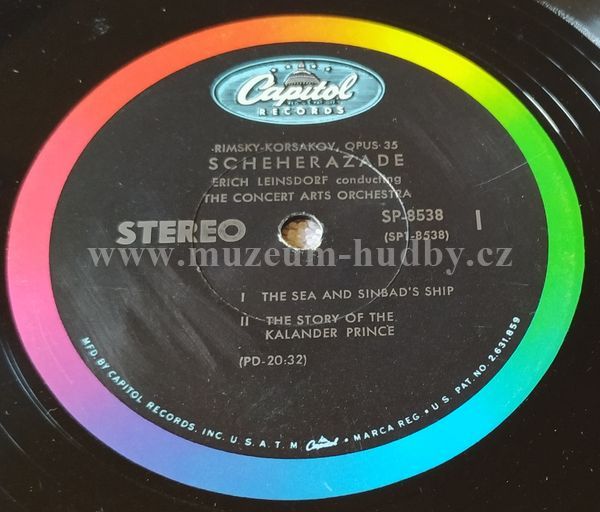 Capitol
RECORDS
RIMSKY-KORSAKOV, OPUS 35
SCHEHERAZADE
ERICH LEINSDORF conducting
THE CONCERT ARTS ORCHESTRA
STEREO
SP-8538
(SP1-8538)
I
www.muzeum-hudby.cz
I THE SEA AND SINBAD'S SHIP
II THE STORY OF THE
KALANDER PRINCE
(PD-20:32)
MFD. BY CAPITOL RECORDS, INC. U. S. A. T. M. Capitol • MARCA REG. • U. S. PAT. NO. 2,631,859